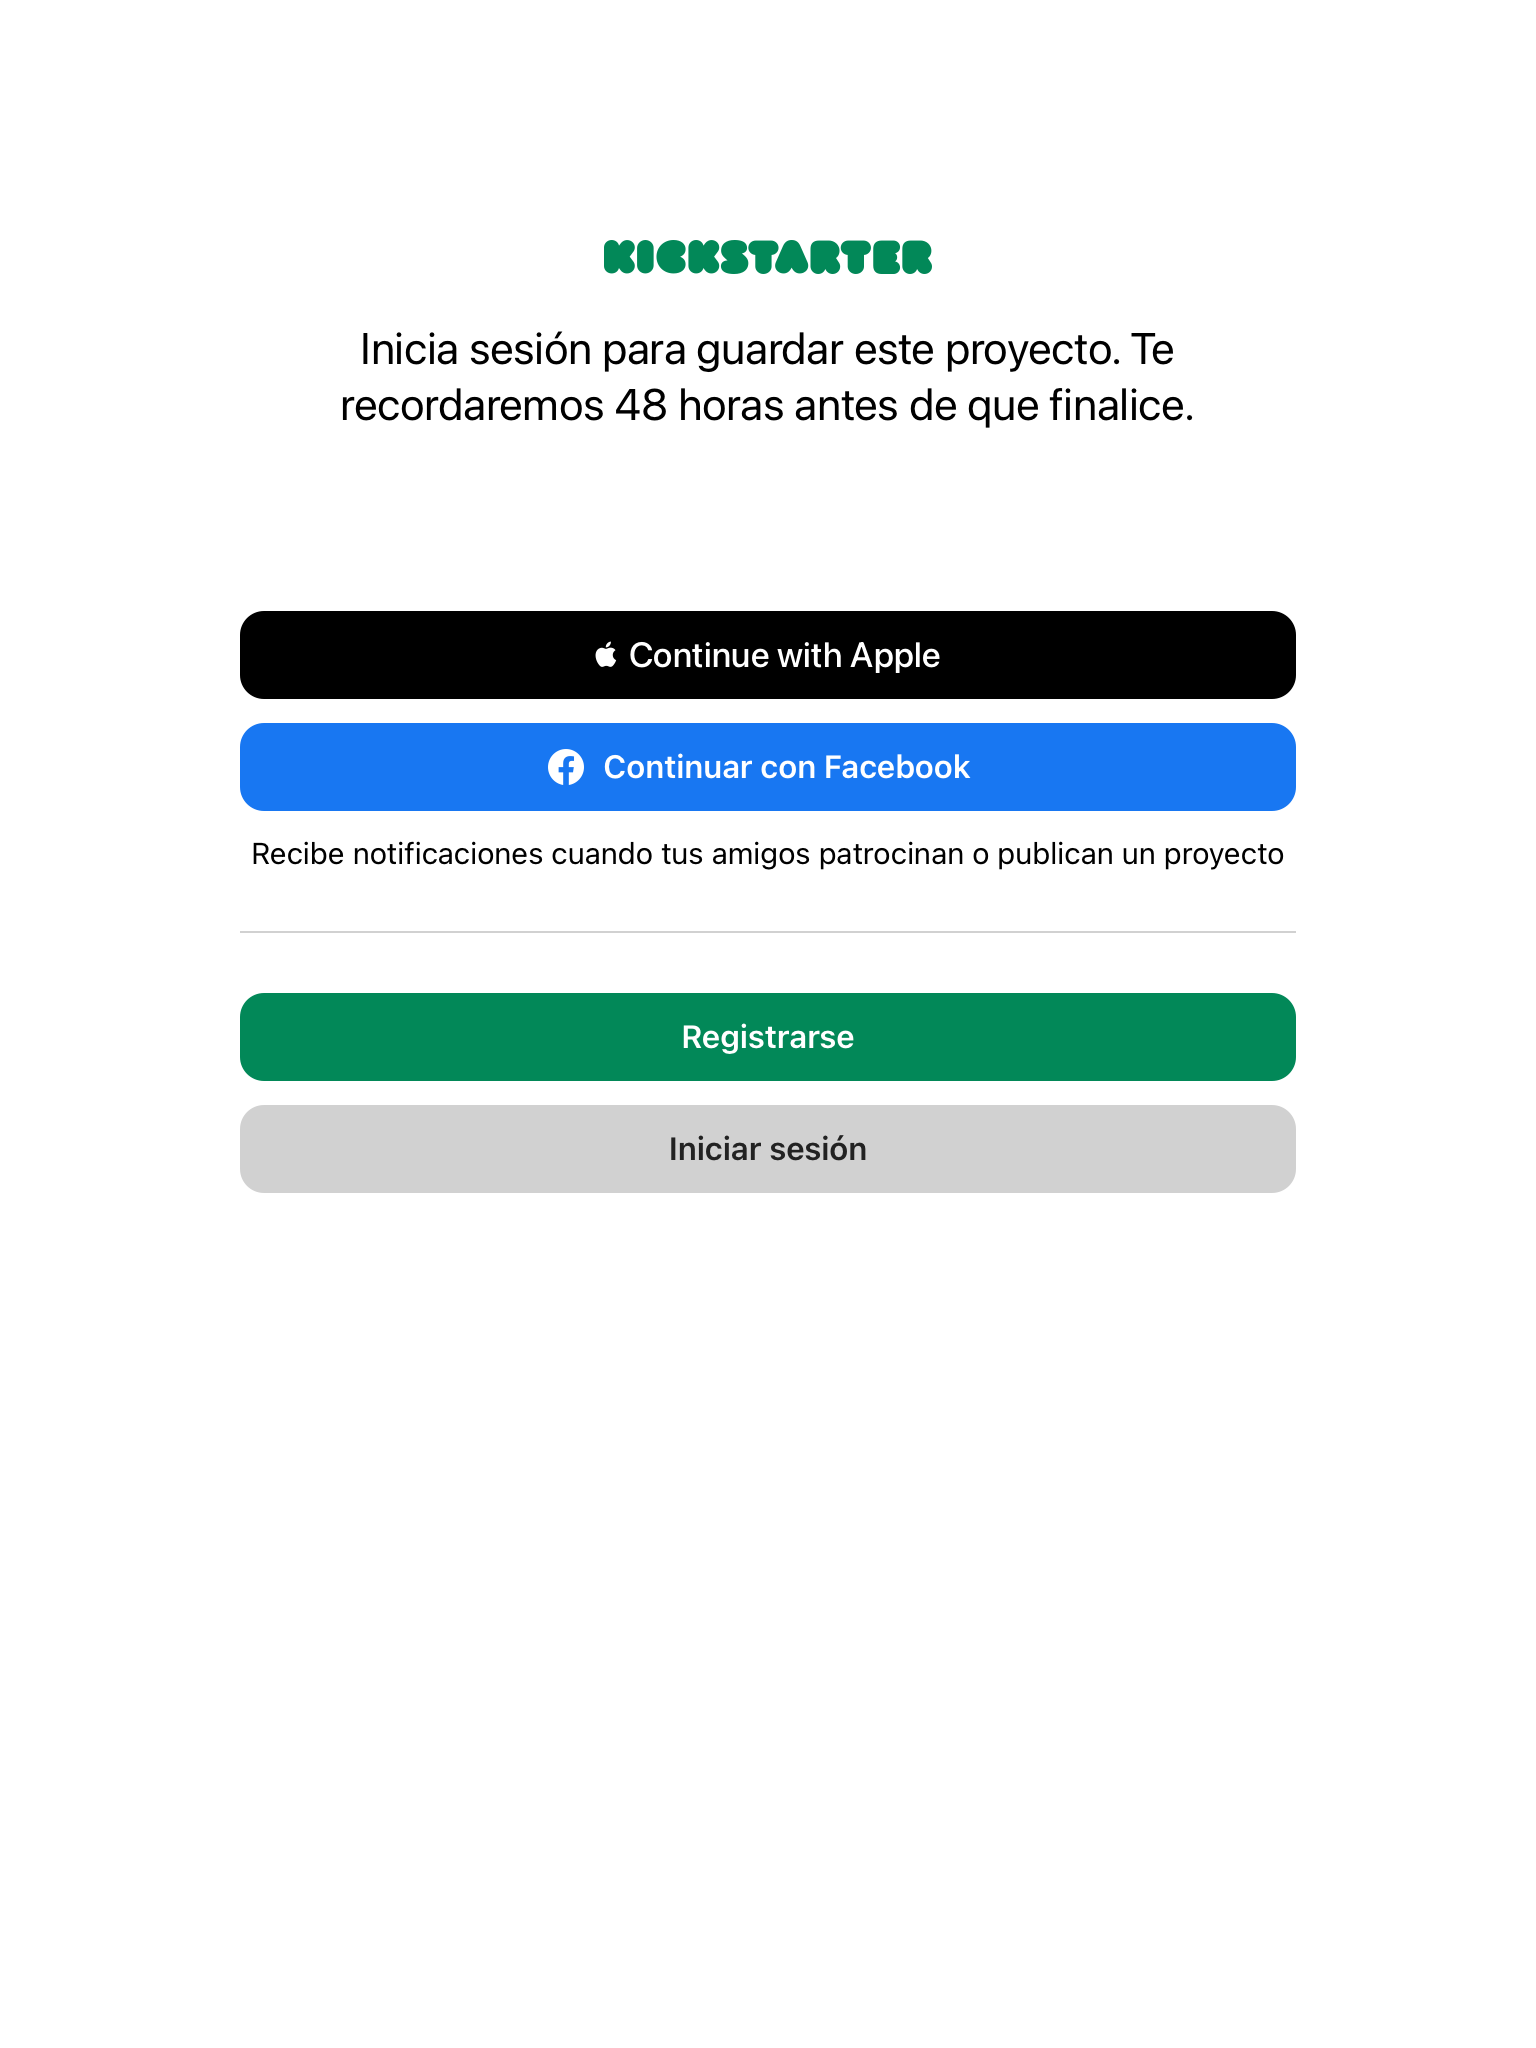 KICKSTARTER
Inicia sesión para guardar este proyecto. Te
recordaremos 48 horas antes de que finalice.
Continue with Apple
Continuar con Facebook
Recibe notificaciones cuando tus amigos patrocinan o publican un proyecto
Registrarse
Iniciar sesión